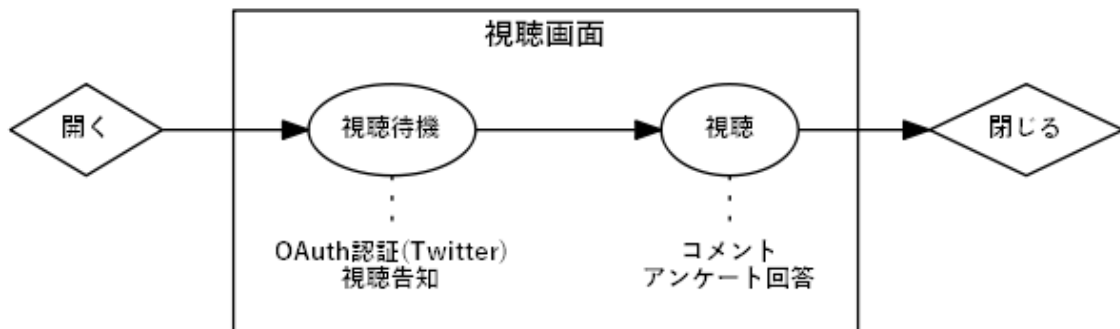 視聴画面
開く
視聴待機
視聴
閉じる
OAuth認証(Twitter)
視聴告知
コメント
アンケート回答